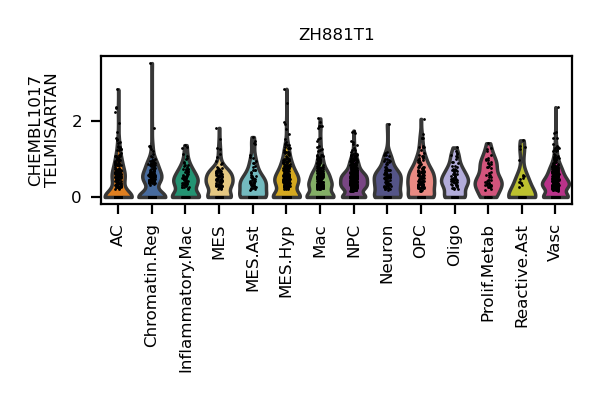 ZH881T1
CHEMBL1017
TELMISARTAN
2
0
AC
Chromatin.Reg
Inflammatory.Mac
MES
MES.Ast
MES.Hyp
Mac
NPC
Neuron
OPC
Oligo
Prolif.Metab
Reactive.Ast
Vasc